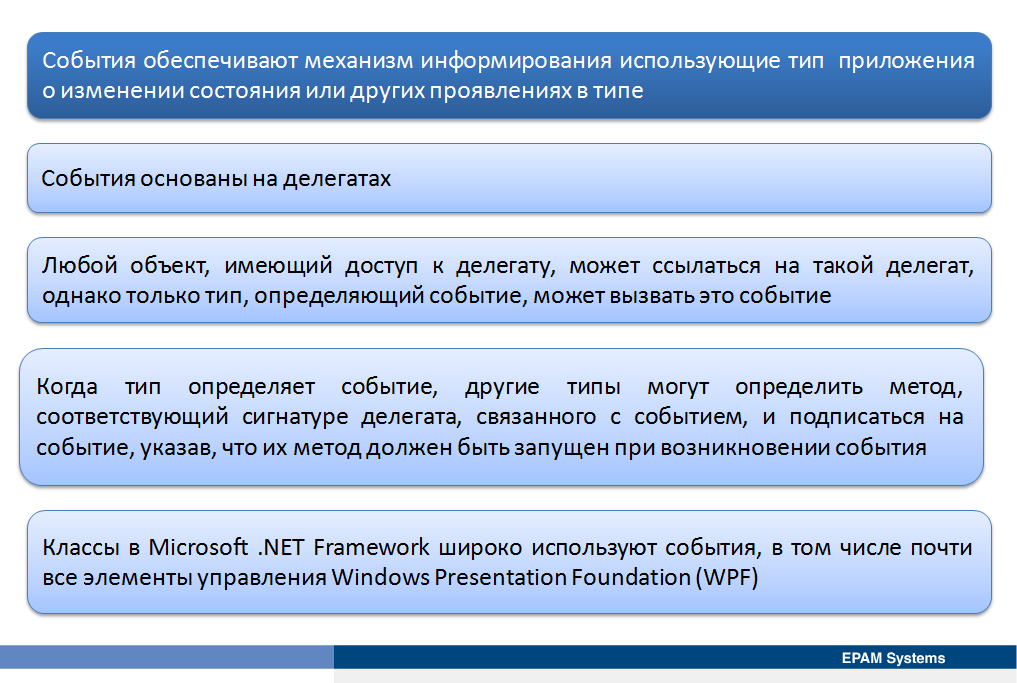 События обеспечивают механизм информирования использующие тип приложения
о изменении состояния или других проявлениях в типе
События основаны на делегатах
Любой объект, имеющий доступ к делегату, может ссылаться на такой делегат,
однако только тип, определяющий событие, может вызвать это событие
Когда тип определяет событие, другие типы могут определить метод,
соответствующий сигнатуре делегата, связанного с событием, и подписаться на
событие, указав, что их метод должен быть запущен при возникновении события
Классы в Microsoft .NET Framework широко используют события, в том числе почти
все элементы управления Windows Presentation Foundation (WPF)
EPAM Systems